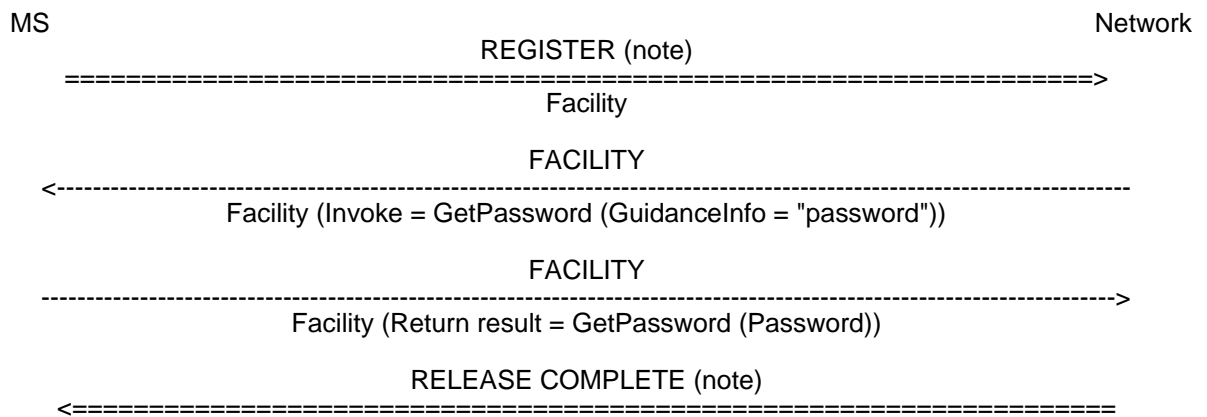 MS Network
REGISTER (note)
===================================================================>
Facility
FACILITY
<------------------------------------------------------------------------------------------------------------------------
Facility (Invoke = GetPassword (GuidanceInfo = "password"))
FACILITY
------------------------------------------------------------------------------------------------------------------------>
Facility (Return result = GetPassword (Password))
RELEASE COMPLETE (note)
<====================================================================